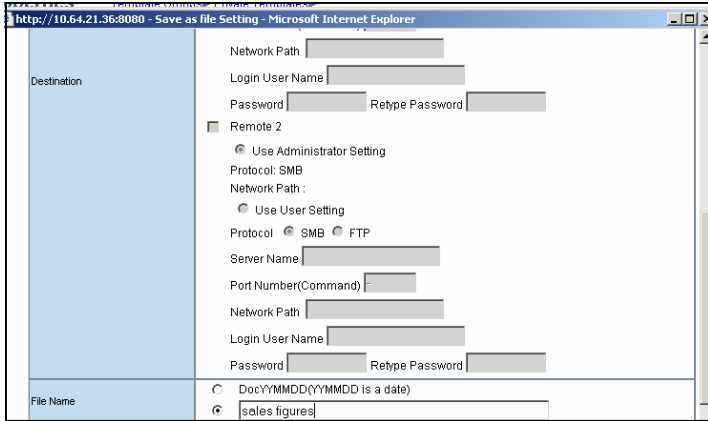 http://10.64.21.36:8080 - Save as file Setting - Microsoft Internet Explorer
Network Path
Destination
Login User Name
Password Retype Password
Remote 2
Use Administrator Setting
Protocol: SMB
Network Path :
Use User Setting
Protocol SMB FTP
Server Name
Port Number(Command) -
Network Path
Login User Name
Password Retype Password
File Name
DocYYMMDD(YYMMDD is a date)
sales figures